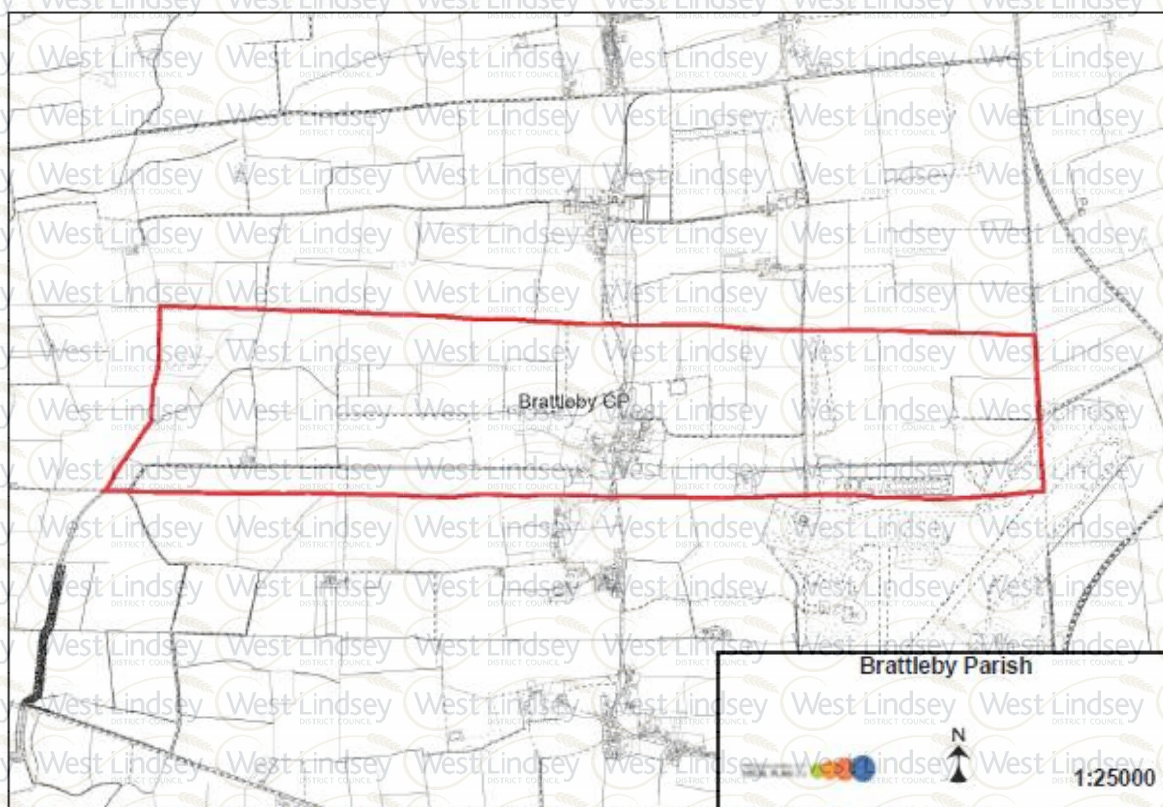 West Lindsey
DISTRICT COUNCIL
Brattleby CP
Brattleby Parish
N
1:25000